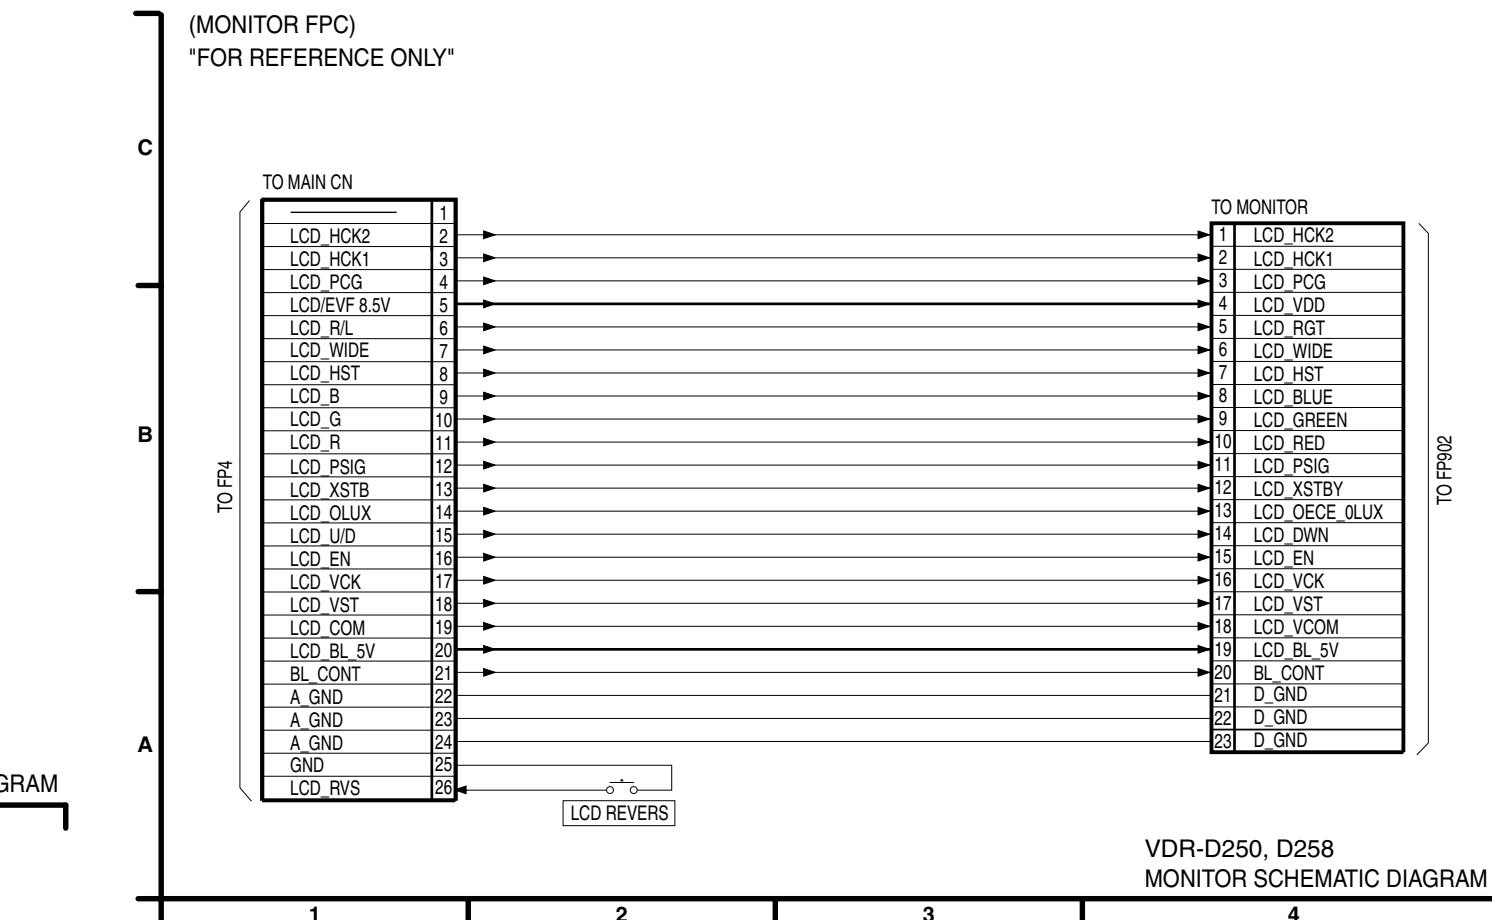 (MONITOR FPC)
"FOR REFERENCE ONLY"
C
B
A
TO MAIN CN
TO FP4
1
LCD_HCK2 2
LCD_HCK1 3
LCD_PCG 4
LCD/EVF 8.5V 5
LCD_R/L 6
LCD_WIDE 7
LCD_HST 8
LCD_B 9
LCD_G 10
LCD_R 11
LCD_PSIG 12
LCD_XSTB 13
LCD_OLUX 14
LCD_U/D 15
LCD_EN 16
LCD_VCK 17
LCD_VST 18
LCD_COM 19
LCD_BL_5V 20
BL_CONT 21
A_GND 22
A_GND 23
A_GND 24
GND 25
LCD_RVS 26
LCD REVERS
TO MONITOR
1 LCD_HCK2
2 LCD_HCK1
3 LCD_PCG
4 LCD_VDD
5 LCD_RGT
6 LCD_WIDE
7 LCD_HST
8 LCD_BLUE
9 LCD_GREEN
10 LCD_RED
11 LCD_PSIG
12 LCD_XSTBY
13 LCD_OECE_0LUX
14 LCD_DWN
15 LCD_EN
16 LCD_VCK
17 LCD_VST
18 LCD_VCOM
19 LCD_BL_5V
20 BL_CONT
21 D_GND
22 D_GND
23 D_GND
TO FP902
GRAM
VDR-D250, D258
MONITOR SCHEMATIC DIAGRAM
1 2 3 4